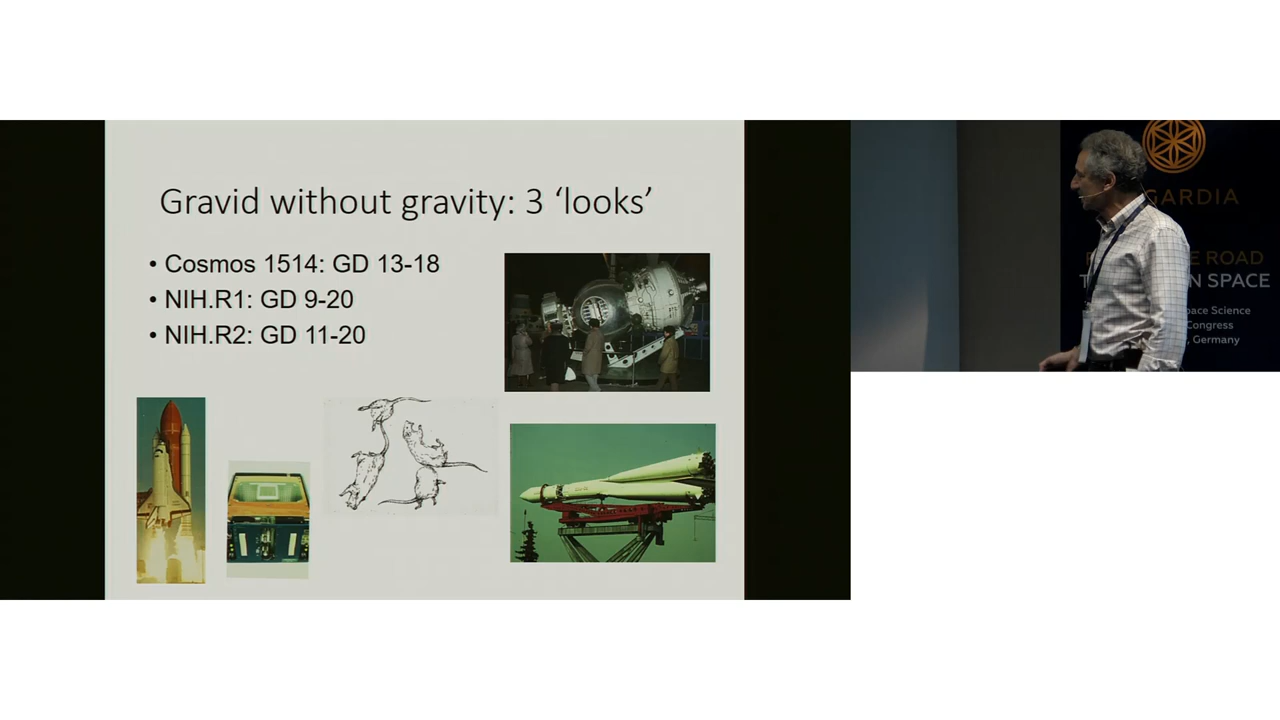 Gravid without gravity: 3 ‘looks’
• Cosmos 1514: GD 13-18
• NIH.R1: GD 9-20
• NIH.R2: GD 11-20
GARDIA
E ROAD
T N SPACE
pace Science
Congress
, Germany